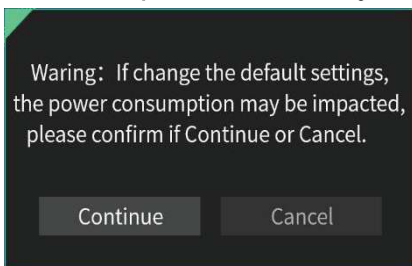 Waring: If change the default settings,
the power consumption may be impacted,
please confirm if Continue or Cancel.
Continue
Cancel